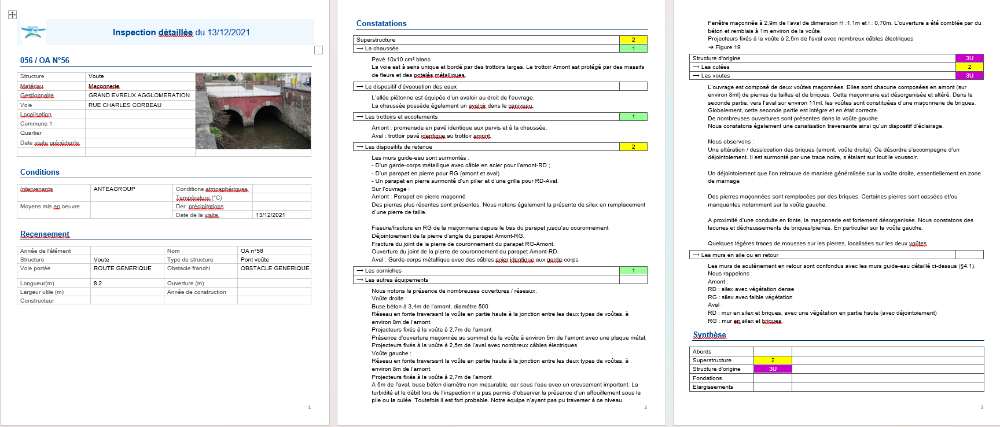 Inspection détaillée du 13/12/2021
056 / OA N°56
Structure Voute
Matériau Maçonnerie
Gestionnaire GRAND EVREUX AGGLOMERATION
Voie RUE CHARLES CORBEAU
Localisation
Commune 1
Quartier
Date visite précédente
Conditions
Intervenants ANTEAGROUP Conditions atmosphériques
Température (°C)
Moyens mis en oeuvre Der. précipitations
Date de la visite 13/12/2021
Recensement
Année de l'élément Nom OA n°56
Structure Voute Type de structure Pont voûte
Voie portée ROUTE GENERIQUE Obstacle franchi OBSTACLE GENERIQUE
Longueur(m) 8.2 Ouverture (m)
Largeur utile (m) Année de construction
Constructeur
1
Constatations
Superstructure 2
→ La chaussée 1
Pavé 10x10 cm² blanc
La voie est à sens unique et bordé par des trottoirs larges. Le trottoir Amont est protégé par des massifs
de fleurs et des potelés métalliques.
→ Le dispositif d'évacuation des eaux
L'allée piétonne est équipée d'un avaloir au droit de l'ouvrage.
La chaussée possède également un avaloir dans le caniveau.
→ Les trottoirs et accotements 1
Amont : promenade en pavé identique aux parvis et à la chaussée.
Aval : trottoir pavé identique au trottoir amont.
→ Les dispositifs de retenue 2
Les murs guide-eau sont surmontés :
- D'un garde-corps métallique avec câble en acier pour l'amont-RD ;
- D'un parapet en pierre pour RG (amont et aval)
- Un parapet en pierre surmonté d'un pilier et d'une grille pour RD-Aval.
Sur l'ouvrage :
Amont : Parapet en pierre maçonné
Des pierres plus récentes sont présentes. Nous notons également la présente de silex en remplacement
d'une pierre de taille.
Fissure/fracture en RG de la maçonnerie depuis le bas du parapet jusqu'au couronnement
Déjointoiement de la pierre d'angle du parapet Amont-RG.
Fracture du joint de la pierre de couronnement du parapet RG-Amont.
Ouverture du joint de la pierre de couronnement du parapet Amont-RD.
Aval : Garde-corps métallique avec des câbles acier identique aux garde-corps
→ Les corniches 1
→ Les autres équipements
Nous notons la présence de nombreuses ouvertures / réseaux.
Voûte droite :
Buse béton à 3,4m de l'amont, diamètre 500
Réseau en fonte traversant la voûte en partie haute à la jonction entre les deux types de voûtes, à
environ 8m de l'amont.
Projecteurs fixés à la voûte à 2,7m de l'amont
Présence d'ouverture maçonnée au sommet de la voûte à environ 5m de l'amont avec une plaque métal.
Projecteurs fixés à la voûte à 2,5m de l'aval avec nombreux câbles électriques
Voûte gauche :
Réseau en fonte traversant la voûte en partie haute à la jonction entre les deux types de voûtes, à
environ 8m de l'amont.
Projecteurs fixés à la voûte à 2,7m de l'amont
A 5m de l'aval, buse béton diamètre non mesurable, car sous l'eau avec un creusement important. La
turbidité et le débit lors de l'inspection n'a pas permis d'observer la présence d'un affouillement sous la
pile ou la culée. Toutefois il est fort probable. Notre équipe n'ayant pas pu traverser à ce niveau.
2
Fenêtre maçonnée à 2,9m de l'aval de dimension H :1,1m et l : 0,70m. L'ouverture a été comblée par du
béton et remblais à 1m environ de la voûte.
Projecteurs fixés à la voûte à 2,5m de l'aval avec nombreux câbles électriques
➔ Figure 19
Structure d'origine 3U
→ Les culées 2
→ Les voutes 3U
L'ouvrage est composé de deux voûtes maçonnées. Elles sont chacune composées en amont (sur
environ 8ml) de pierres de tailles et de briques. Cette maçonnerie est désorganisée et altéré. Dans la
seconde partie, vers l'aval sur environ 11ml, les voûtes sont constituées d'une maçonnerie de briques.
Globalement, cette seconde partie est intègre et en état correcte.
De nombreuses ouvertures sont présentes dans la voûte gauche.
Nous constatons également une canalisation traversante ainsi qu'un dispositif d'éclairage.
Nous observons :
Une altération / dessiccation des briques (amont, voûte droite). Ce désordre s'accompagne d'un
déjointoiement. Il est surmonté par une trace noire, s'étalant sur tout le voussoir.
Un déjointoiement que l'on retrouve de manière généralisée sur la voûte droite, essentiellement en zone
de marnage
Des pierres maçonnées sont remplacées par des briques. Certaines pierres sont cassées et/ou
manquantes notamment sur la voûte gauche.
A proximité d'une conduite en fonte, la maçonnerie est fortement désorganisée. Nous constatons des
lacunes et déchaussements de briques/pierres. En particulier sur la voûte gauche.
Quelques légères traces de mousses sur les pierres, localisées sur les deux voûtes
→ Les murs en aile ou en retour
Les murs de soutènement en retour sont confondus avec les murs guide-eau détaillé ci-dessus (§4.1).
Nous rappelons :
Amont :
RD : silex avec végétation dense
RG : silex avec faible végétation
Aval :
RD : mur en silex et briques, avec une végétation en partie haute (avec déjointoiement)
RG : mur en silex et briques
Synthèse
Abords
Superstructure 2
Structure d'origine 3U
Fondations
Elargissements
3